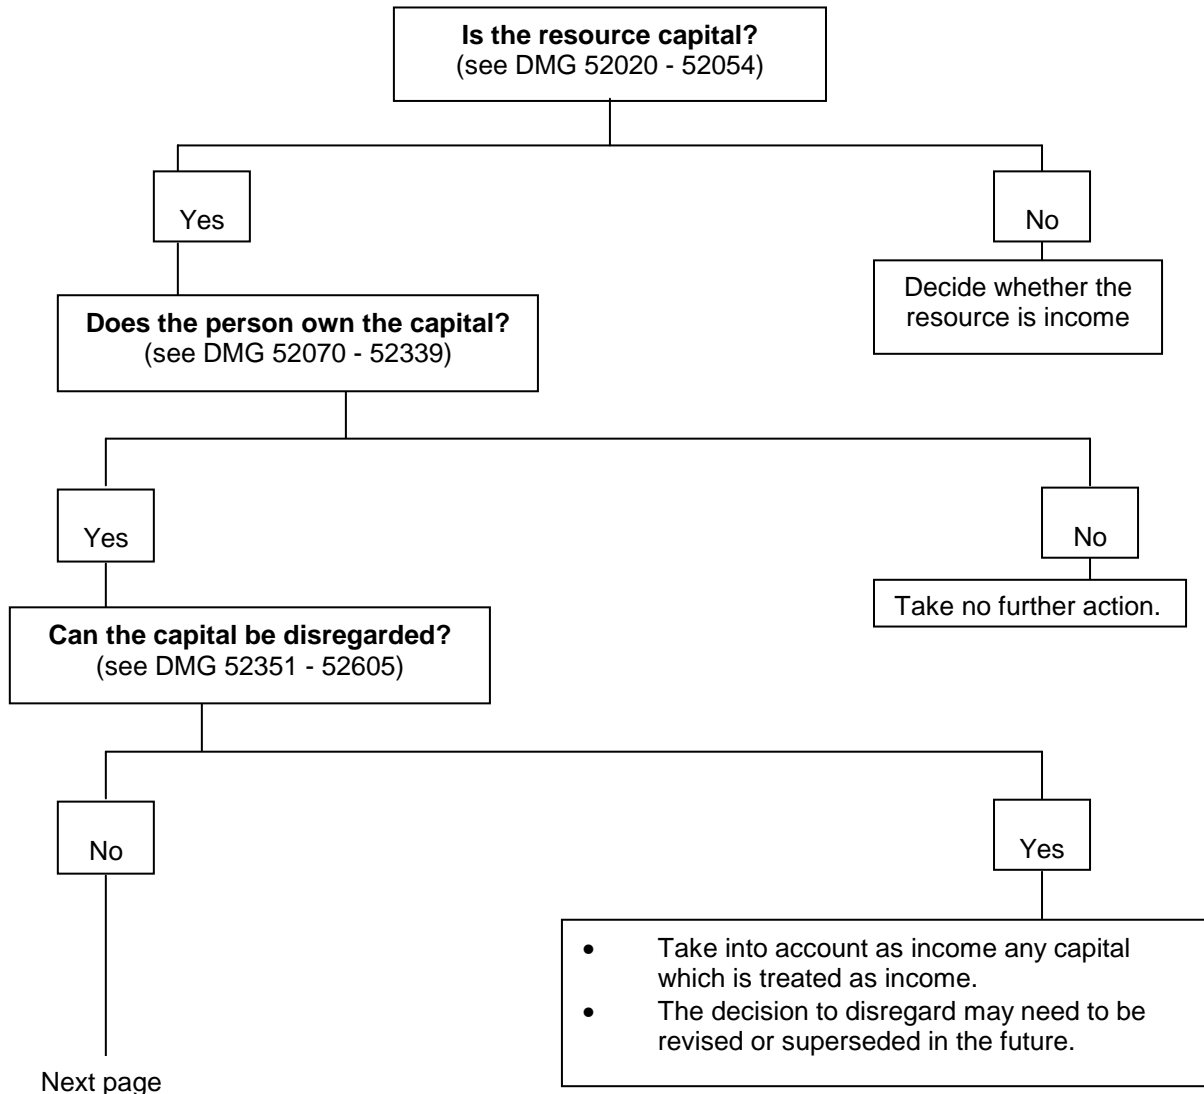 Is the resource capital?
(see DMG 52020 - 52054)
Yes
No
Decide whether the
resource is income
Does the person own the capital?
(see DMG 52070 - 52339)
Yes
No
Take no further action.
Can the capital be disregarded?
(see DMG 52351 - 52605)
No
Yes
• Take into account as income any capital
which is treated as income.
• The decision to disregard may need to be
revised or superseded in the future.
Next page